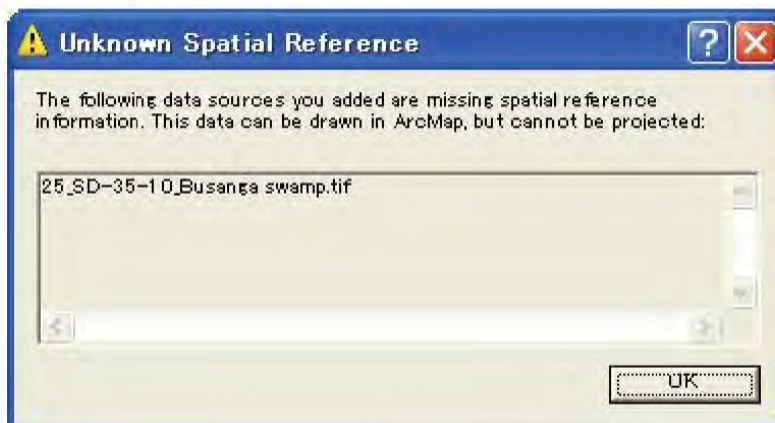 Unknown Spatial Reference
The following data sources you added are missing spatial reference
information. This data can be drawn in ArcMap, but cannot be projected:
25_SD-35-10_Busanga swamp.tif
OK